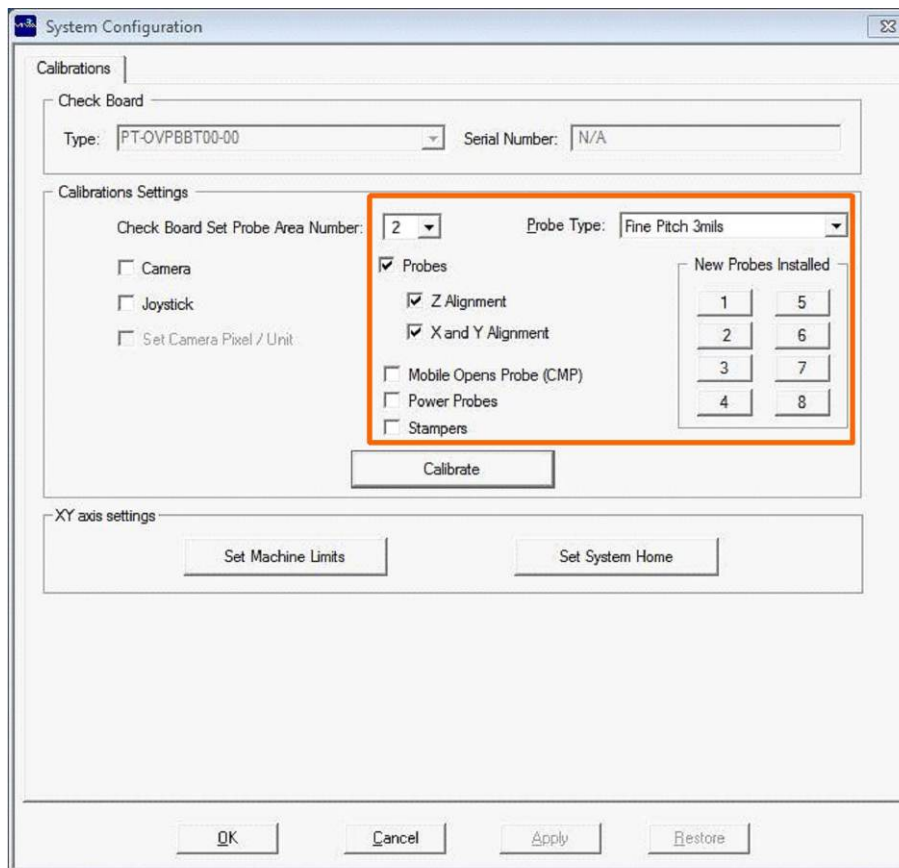 System Configuration
Calibrations
Check Board
Type: PT-OVPBBT00-00 Serial Number: N/A
Calibrations Settings
Check Board Set Probe Area Number: 2 Probe Type: Fine Pitch 3mils
Camera Probes New Probes Installed
Joystick Z Alignment 1 5
Set Camera Pixel / Unit X and Y Alignment 2 6
Mobile Opens Probe (CMP) 3 7
Power Probes 4 8
Stampers
Calibrate
XY axis settings
Set Machine Limits Set System Home
OK Cancel Apply Restore